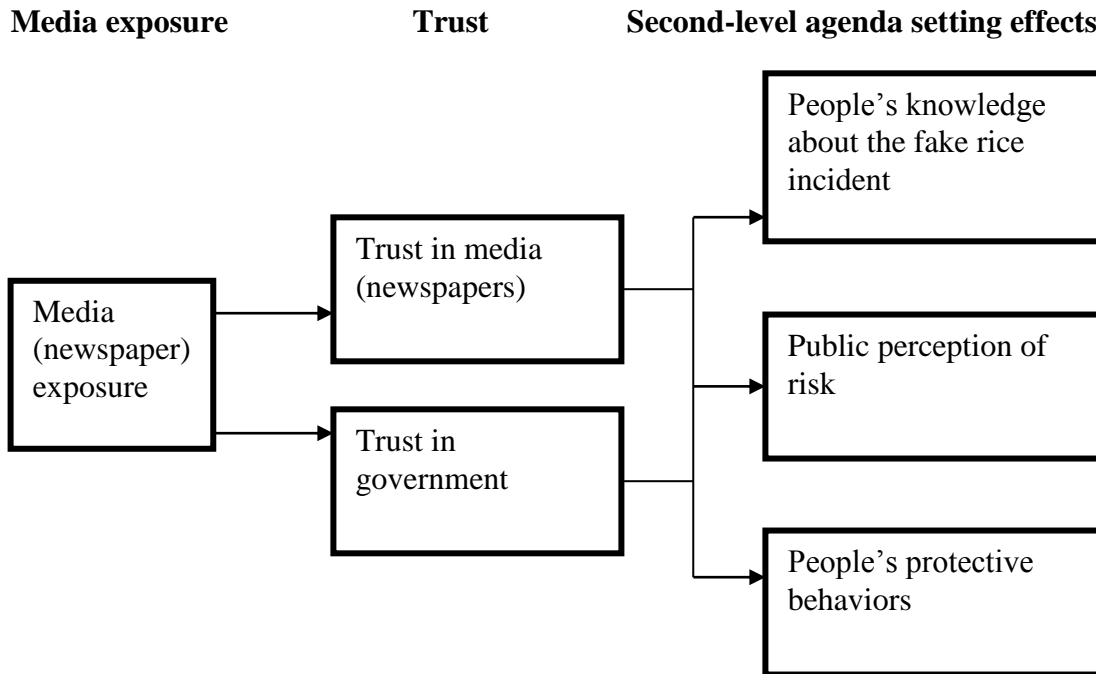 Media exposure
Trust
Second-level agenda setting effects
Media
(newspaper)
exposure
Trust in media
(newspapers)
Trust in
government
People’s knowledge
about the fake rice
incident
Public perception of
risk
People’s protective
behaviors